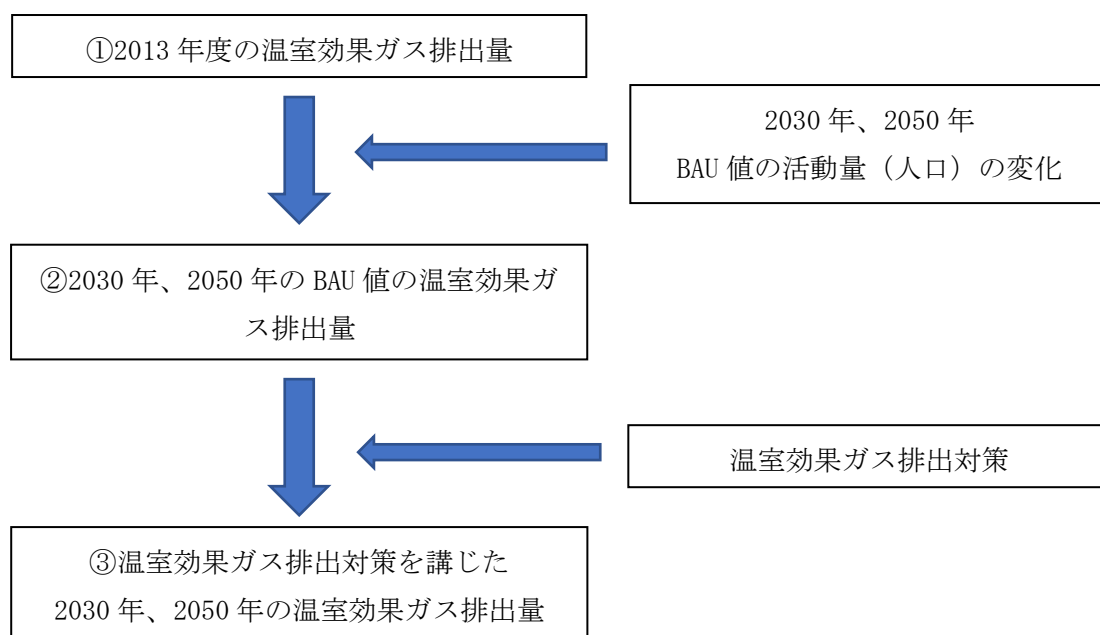 ①2013 年度の温室効果ガス排出量
2030 年、2050 年
BAU 値の活動量（人口）の変化
②2030 年、2050 年の BAU 値の温室効果ガ
ス排出量
温室効果ガス排出対策
③温室効果ガス排出対策を講じた
2030 年、2050 年の温室効果ガス排出量